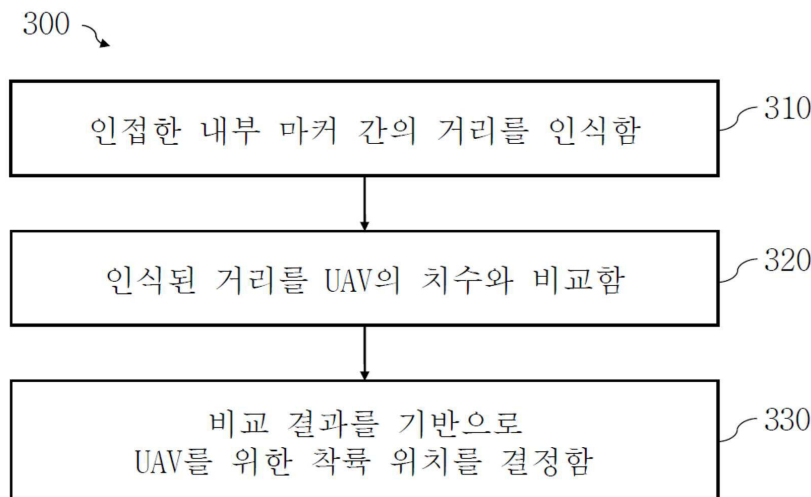 300
인접한 내부 마커 간의 거리를 인식함
310
인식된 거리를 UAV의 치수와 비교함
320
비교 결과를 기반으로
UAV를 위한 착륙 위치를 결정함
330